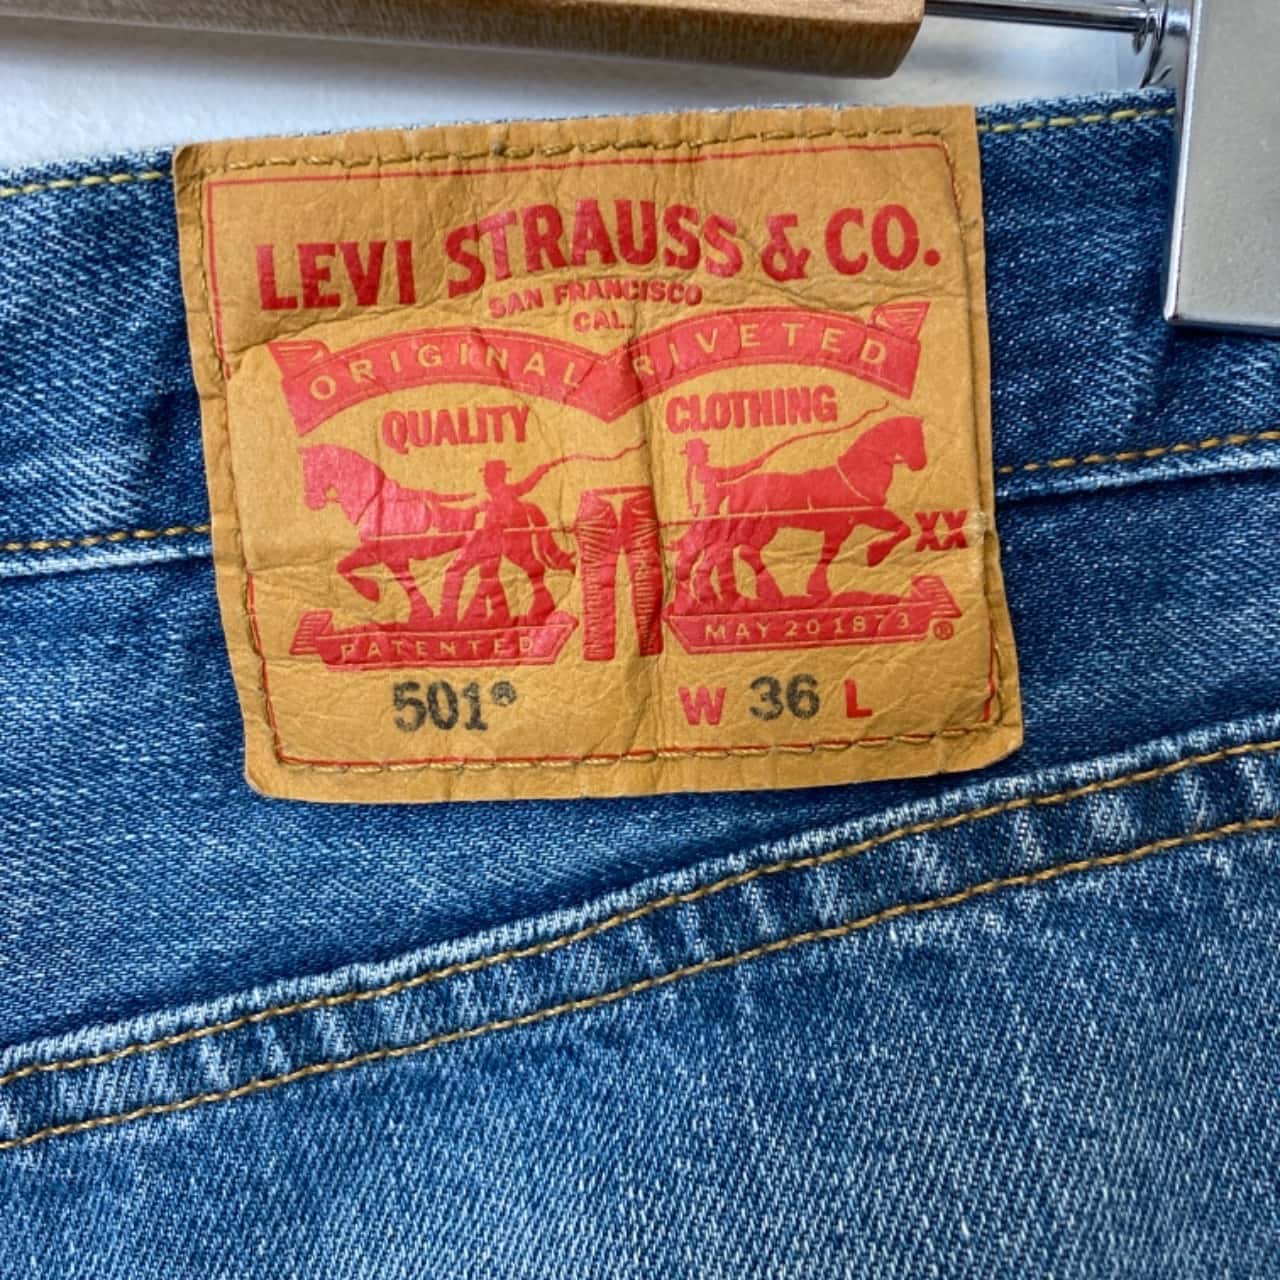 LEVI STRAUSS & CO.
SAN FRANCISCO
CAL.
ORIGINAL RIVETED
QUALITY CLOTHING
XX
PATENTED MAY 20 1873 ®
501® W 36 L